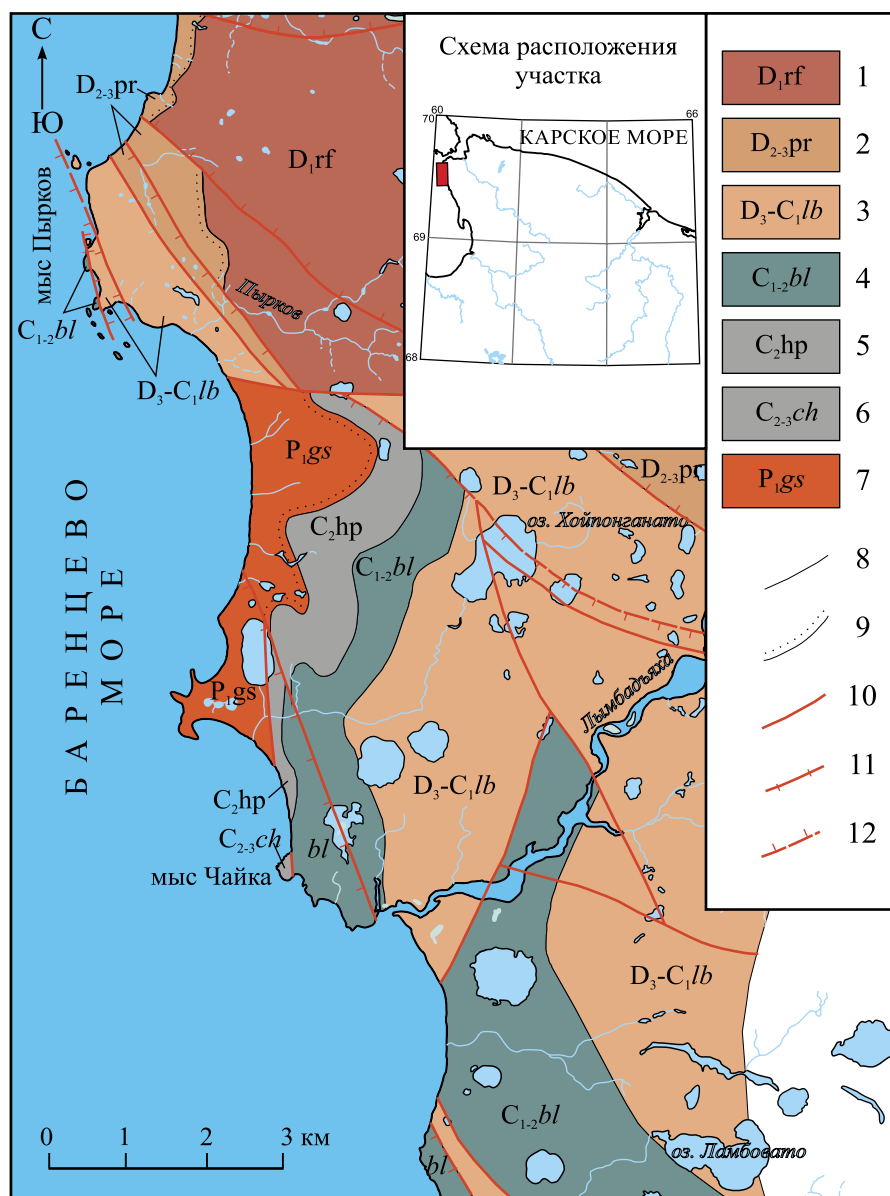 С
Ю
Схема расположения
участка
60
66
70
КАРСКОЕ МОРЕ
69
68
D₁rf
1
D₂₋₃pr
2
D₃-C₁lb
3
C₁₋₂bl
4
C₂hp
5
C₂₋₃ch
6
P₁gs
7
8
9
10
11
12
D₂₋₃pr
D₁rf
мыс Пырков
Пырков
C₁₋₂bl
D₃-C₁lb
P₁gs
D₃-C₁lb
D₂₋₃pr
оз. Хойпонганато
C₂hp
C₁₋₂bl
БАРЕНЦЕВО
МОРЕ
P₁gs
Лымбадъяха
D₃-C₁lb
C₂hp
C₂₋₃ch
bl
мыс Чайка
D₃-C₁lb
C₁₋₂bl
bl
оз. Ламбовато
0 1 2 3 км